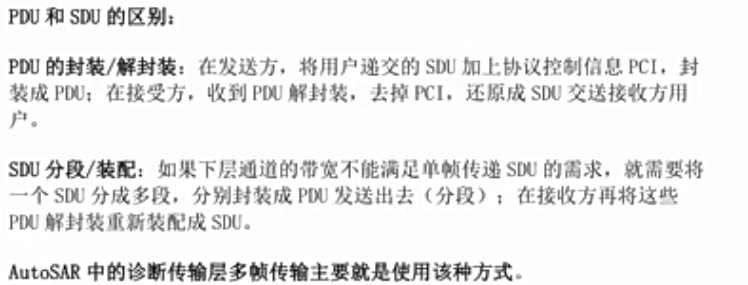 PDU 和 SDU 的区别：
PDU 的封装/解封装：在发送方，将用户递交的 SDU 加上协议控制信息 PCI，封
装成 PDU；在接受方，收到 PDU 解封装，去掉 PCI，还原成 SDU 交送接收方用
户。
SDU 分段/装配：如果下层通道的带宽不能满足单帧传递 SDU 的需求，就需要将
一个 SDU 分成多段，分别封装成 PDU 发送出去（分段）；在接收方再将这些
PDU 解封装重新装配成 SDU。
AutoSAR 中的诊断传输层多帧传输主要就是使用该种方式。